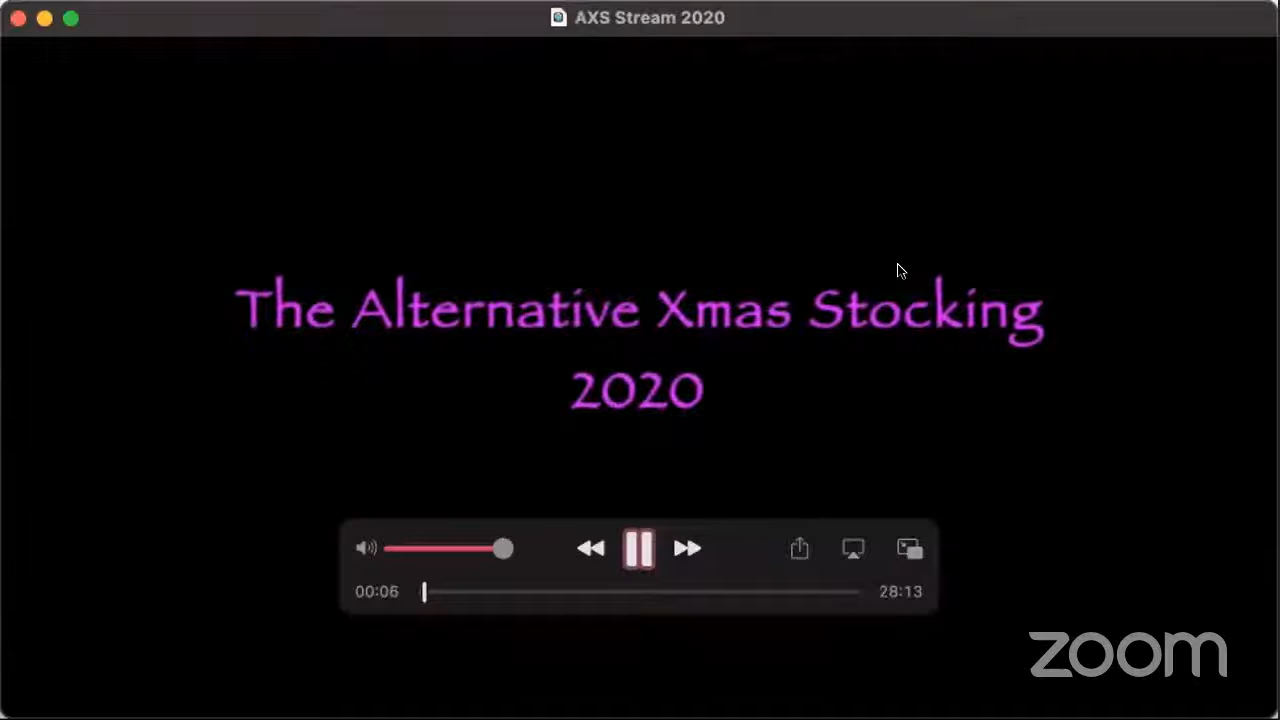 AXS Stream 2020
The Alternative Xmas Stocking
2020
00:06
28:13
zoom